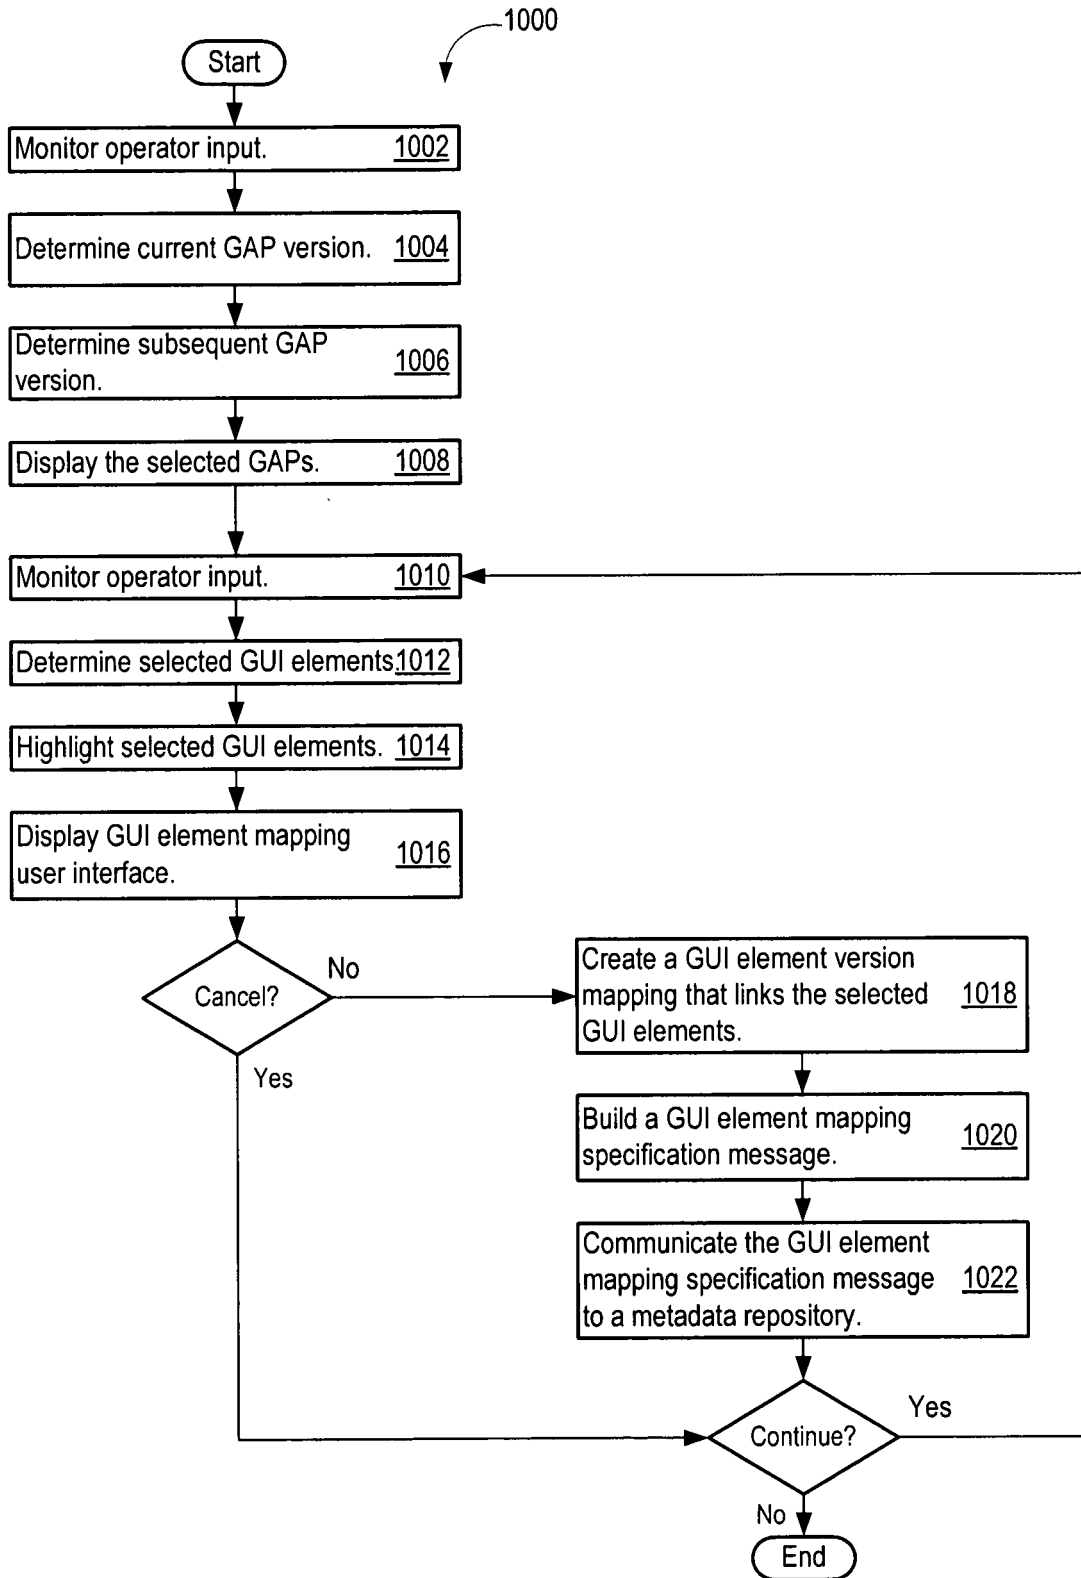 1000
Start
Monitor operator input. 1002
Determine current GAP version. 1004
Determine subsequent GAP
version. 1006
Display the selected GAPs. 1008
Monitor operator input. 1010
Determine selected GUI elements. 1012
Highlight selected GUI elements. 1014
Display GUI element mapping
user interface. 1016
Cancel?
No
Yes
Create a GUI element version
mapping that links the selected 1018
GUI elements.
Build a GUI element mapping
specification message. 1020
Communicate the GUI element
mapping specification message 1022
to a metadata repository.
Continue?
Yes
No
End